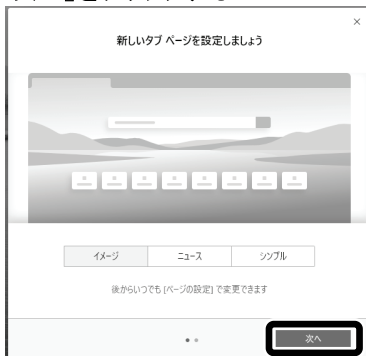 ×
新しいタブ ページを設定しましょう
イメージ
ニュース
シンプル
後からいつでも [ページの設定] で変更できます
次へ